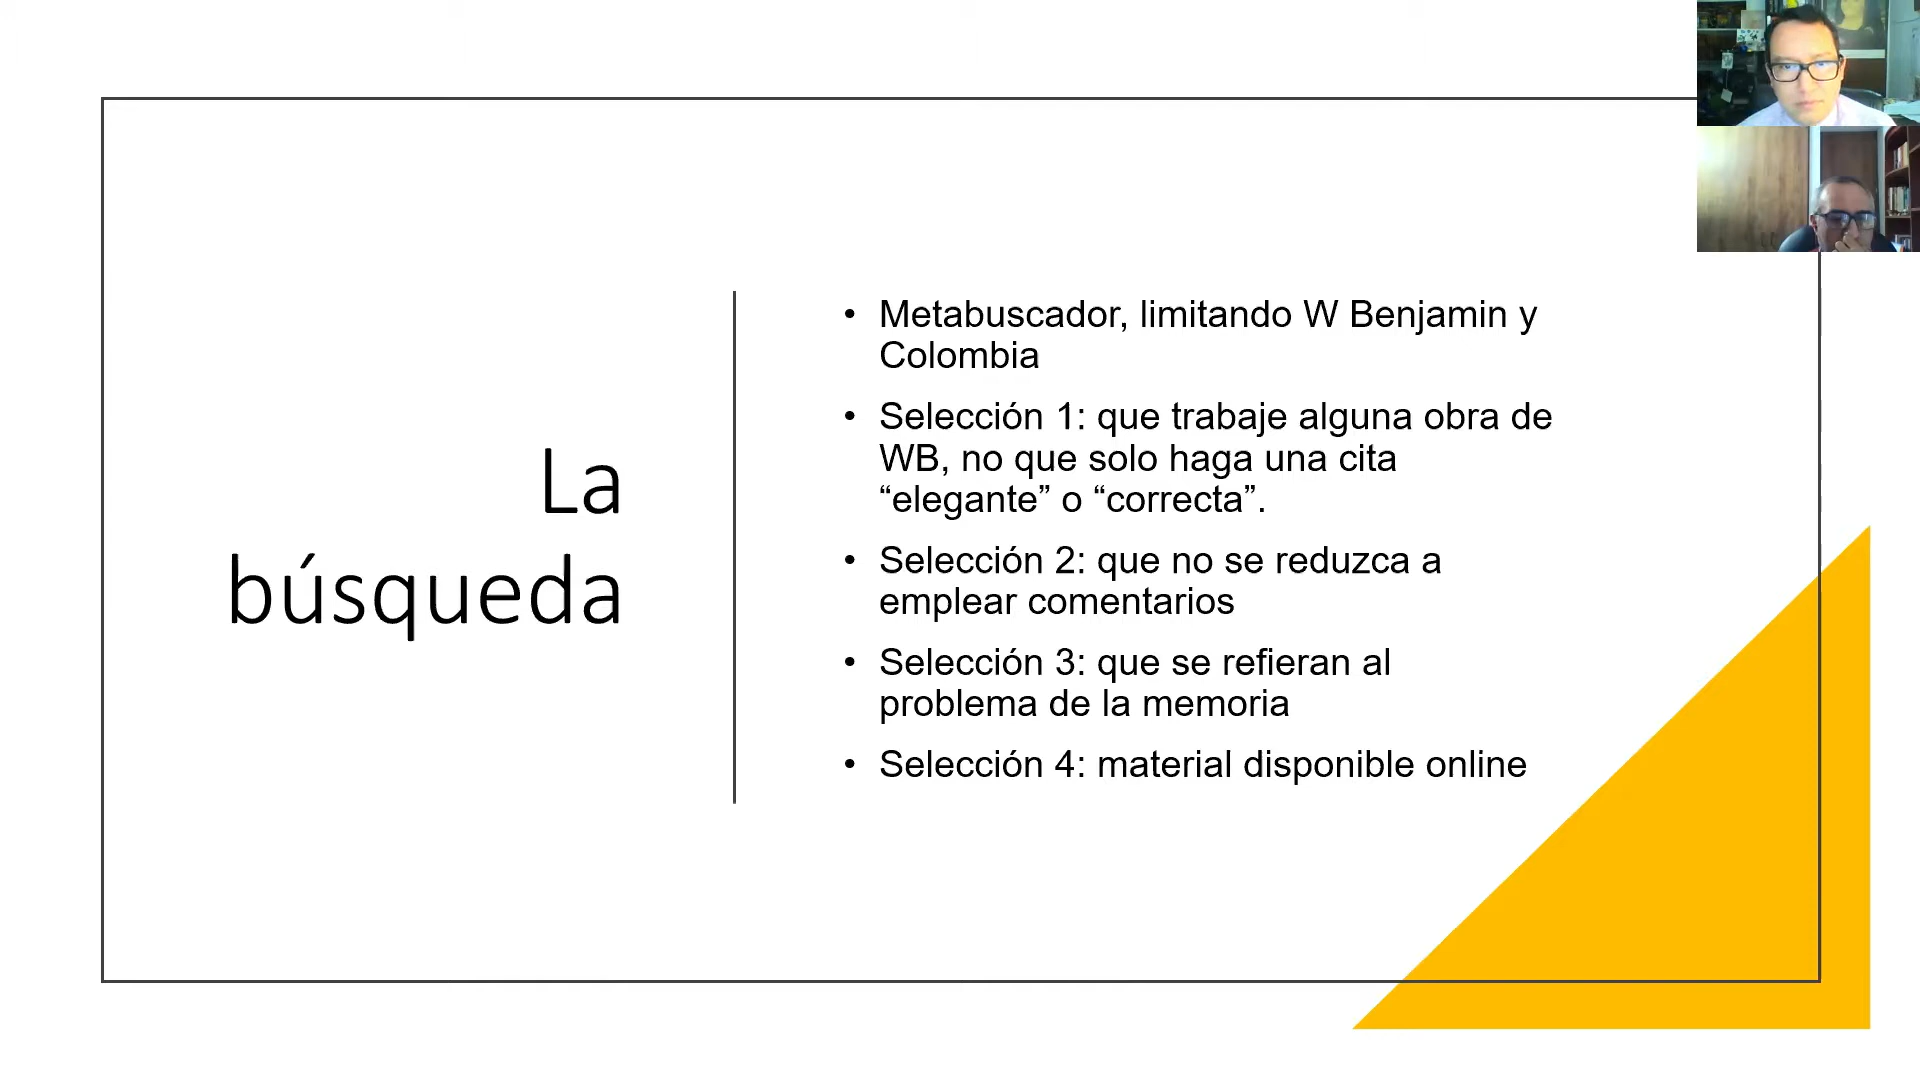 La
búsqueda
• Metabuscador, limitando W Benjamin y
Colombia
• Selección 1: que trabaje alguna obra de
WB, no que solo haga una cita
“elegante” o “correcta”.
• Selección 2: que no se reduzca a
emplear comentarios
• Selección 3: que se refieran al
problema de la memoria
• Selección 4: material disponible online